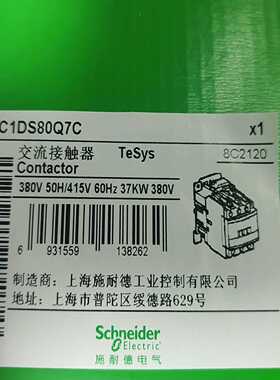 C1DS80Q7C x1
交流接触器 TeSys 8C2120
Contactor
380V 50H/415V 60Hz 37KW 380V
6 931559 138262
制造商：上海施耐德工业控制有限公司
地址：上海市普陀区绥德路629号
Schneider
Electric
施耐德电气